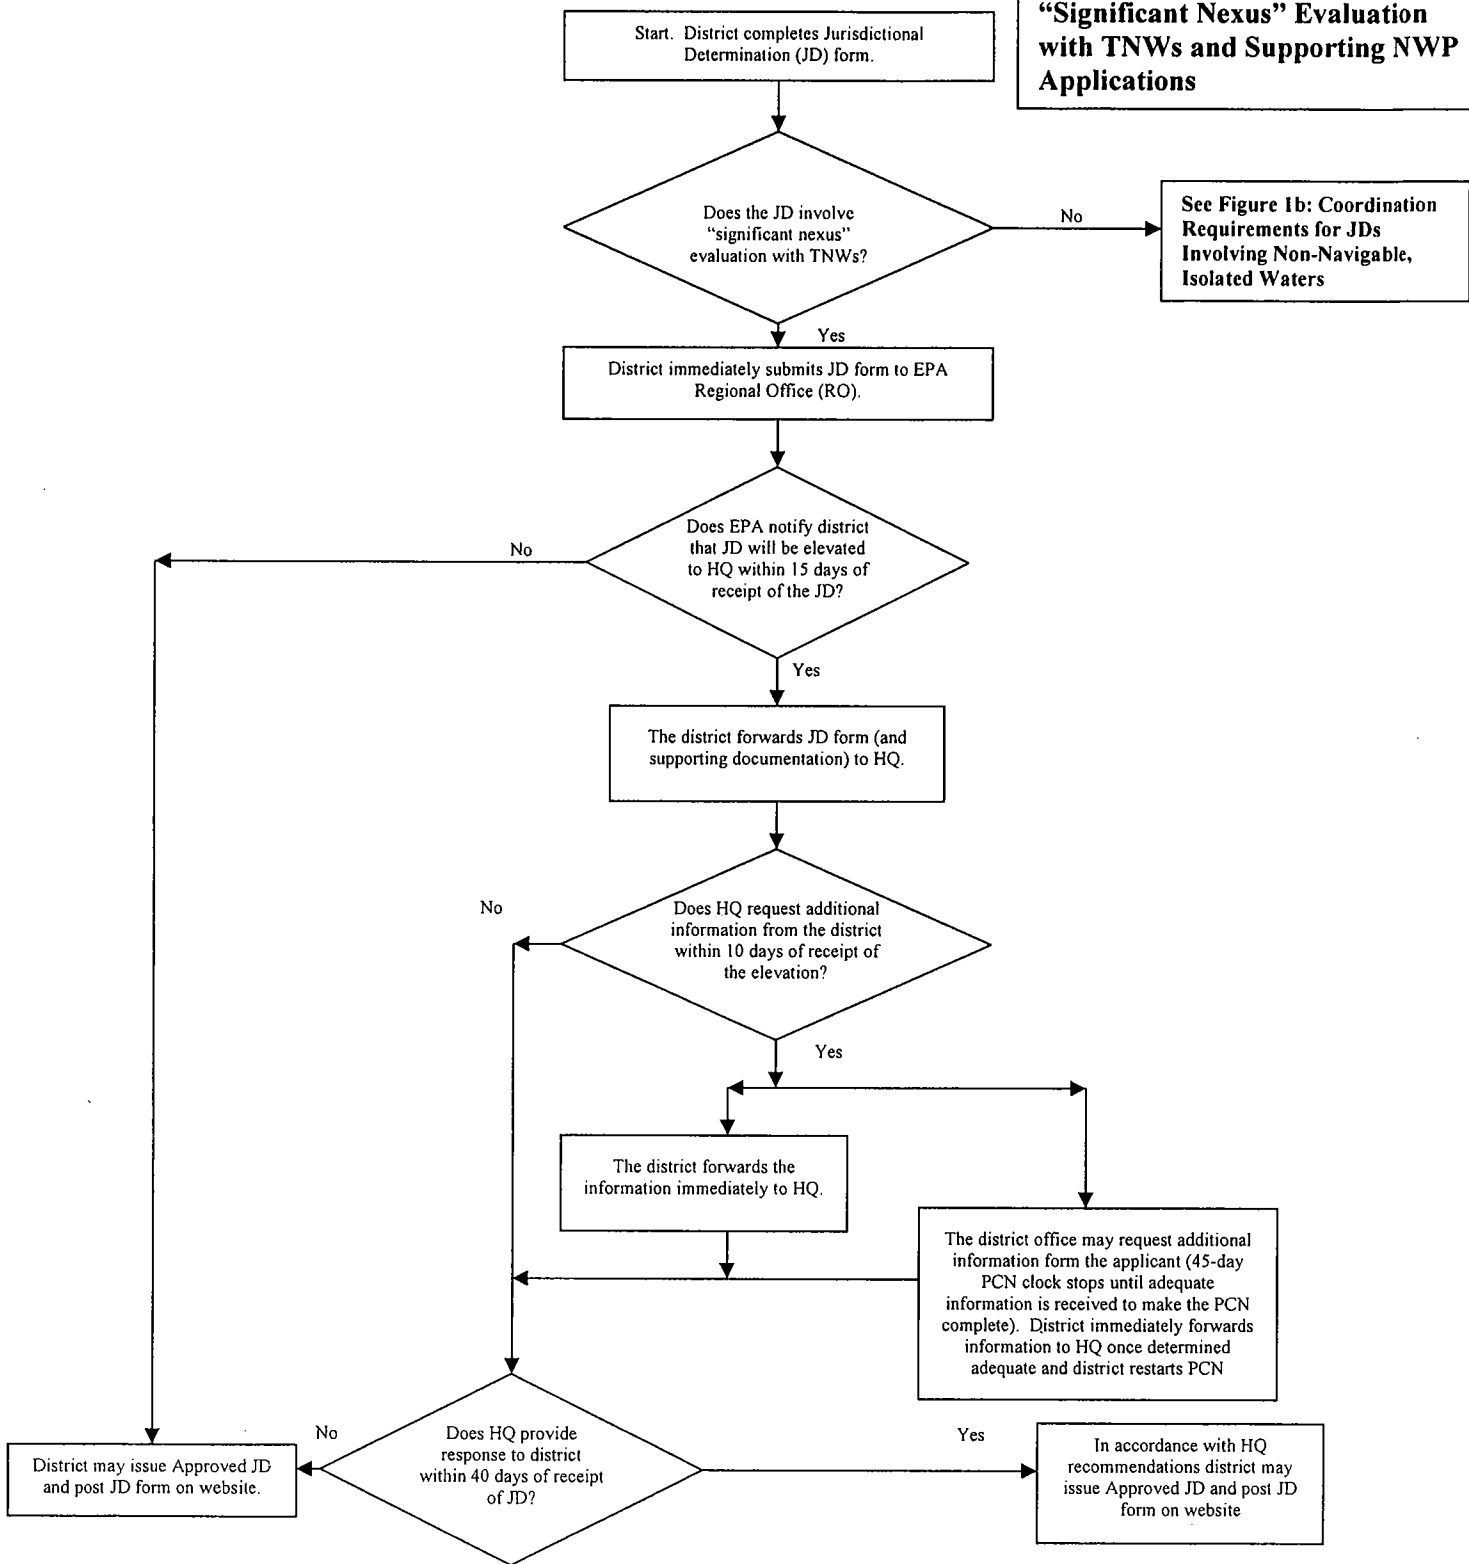 “Significant Nexus” Evaluation
with TNWs and Supporting NWP
Applications
Start. District completes Jurisdictional
Determination (JD) form.
Does the JD involve
“significant nexus”
evaluation with TNWs?
No
See Figure 1b: Coordination
Requirements for JDs
Involving Non-Navigable,
Isolated Waters
Yes
District immediately submits JD form to EPA
Regional Office (RO).
Does EPA notify district
that JD will be elevated
to HQ within 15 days of
receipt of the JD?
No
Yes
The district forwards JD form (and
supporting documentation) to HQ.
Does HQ request additional
information from the district
within 10 days of receipt of
the elevation?
No
Yes
The district forwards the
information immediately to HQ.
The district office may request additional
information form the applicant (45-day
PCN clock stops until adequate
information is received to make the PCN
complete). District immediately forwards
information to HQ once determined
adequate and district restarts PCN
Does HQ provide
response to district
within 40 days of receipt
of JD?
No
District may issue Approved JD
and post JD form on website.
Yes
In accordance with HQ
recommendations district may
issue Approved JD and post JD
form on website